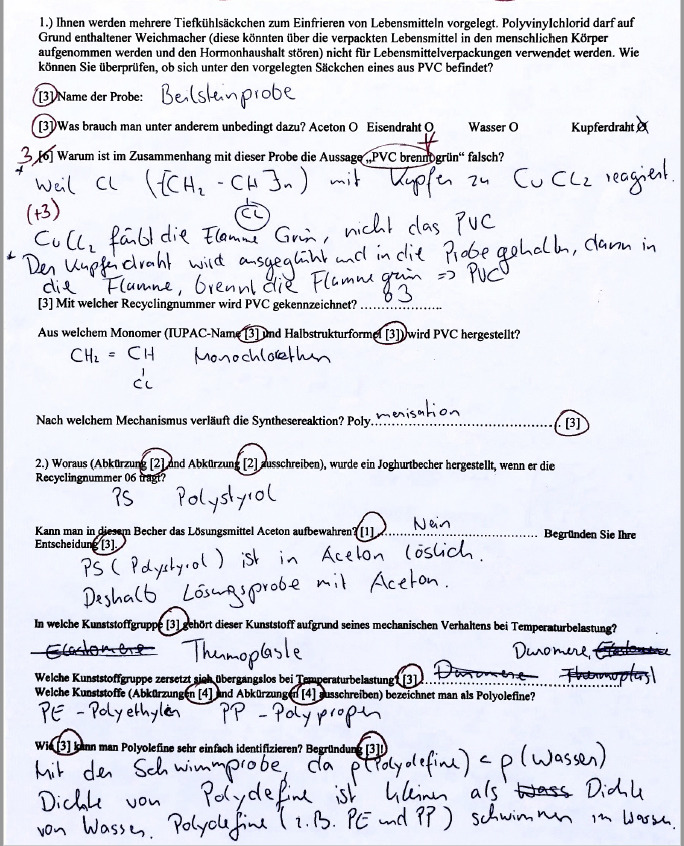 1.) Ihnen werden mehrere Tiefkühlsäckchen zum Einfrieren von Lebensmitteln vorgelegt. Polyvinylchlorid darf auf
Grund enthaltener Weichmacher (diese könnten über die verpackten Lebensmittel in den menschlichen Körper
aufgenommen werden und den Hormonhaushalt stören) nicht für Lebensmittelverpackungen verwendet werden. Wie
können Sie überprüfen, ob sich unter den vorgelegten Säckchen eines aus PVC befindet?
[3] Name der Probe: Beilsteinprobe
[3] Was brauch man unter anderem unbedingt dazu? Aceton O Eisendraht O Wasser O Kupferdraht O
3 [6] Warum ist im Zusammenhang mit dieser Probe die Aussage „PVC brennt grün“ falsch?
Weil Cl ( -[CH2 - CH]n ) mit Kupfer zu CuCl2 reagiert.
(+3) Cl
CuCl2 färbt die Flamme Grün, nicht das PVC
* Der Kupferdraht wird ausgeglüht und in die Probe gehalten, dann in
die Flamme, brennt die Flamme grün => PVC
[3] Mit welcher Recyclingnummer wird PVC gekennzeichnet? 03
Aus welchem Monomer (IUPAC-Name [3] und Halbstrukturformel [3]) wird PVC hergestellt?
CH2 = CH Monochlorethen
Cl
Nach welchem Mechanismus verläuft die Synthesereaktion? Poly merisation [3]
2.) Woraus (Abkürzung [2] und Abkürzung [2] ausschreiben), wurde ein Joghurtbecher hergestellt, wenn er die
Recyclingnummer 06 trägt?
PS Polystyrol
Kann man in diesem Becher das Lösungsmittel Aceton aufbewahren? [1] Nein Begründen Sie Ihre
Entscheidung [3].
PS (Polystyrol) ist in Aceton löslich.
Deshalb Lösungsprobe mit Aceton.
In welche Kunststoffgruppe [3] gehört dieser Kunststoff aufgrund seines mechanischen Verhaltens bei Temperaturbelastung?
Elastomere Thermoplaste Duromere, Elastomere
Welche Kunststoffgruppe zersetzt sich übergangslos bei Temperaturbelastung? [3] Duromere Thermoplast
Welche Kunststoffe (Abkürzungen [4] und Abkürzungen [4] ausschreiben) bezeichnet man als Polyolefine?
PE - Polyethylen PP - Polypropen
Wie [3] kann man Polyolefine sehr einfach identifizieren? Begründung [3]!
Mit der Schwimmprobe, da ρ(Polyolefine) < ρ(Wasser)
Dichte von Polyolefine ist kleiner als Wass Dichte
von Wasser. Polyolefine (z.B. PE und PP) schwimmen im Wasser.